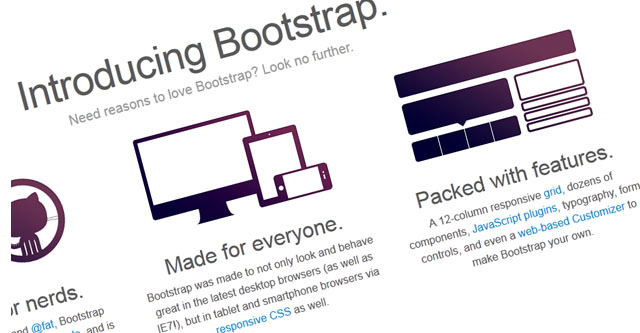 Introducing Bootstrap.
Need reasons to love Bootstrap? Look no further.
or nerds.
and @fat, Bootstrap
and is
Made for everyone.
Bootstrap was made to not only look and behave
great in the latest desktop browsers (as well as
IE7!), but in tablet and smartphone browsers via
responsive CSS as well.
Packed with features.
A 12-column responsive grid, dozens of
components, JavaScript plugins, typography, form
controls, and even a web-based Customizer to
make Bootstrap your own.